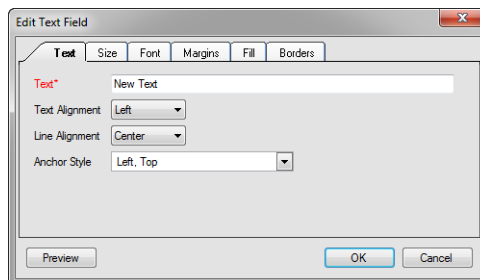 Edit Text Field
Text Size Font Margins Fill Borders
Text* New Text
Text Alignment Left
Line Alignment Center
Anchor Style Left, Top
Preview OK Cancel